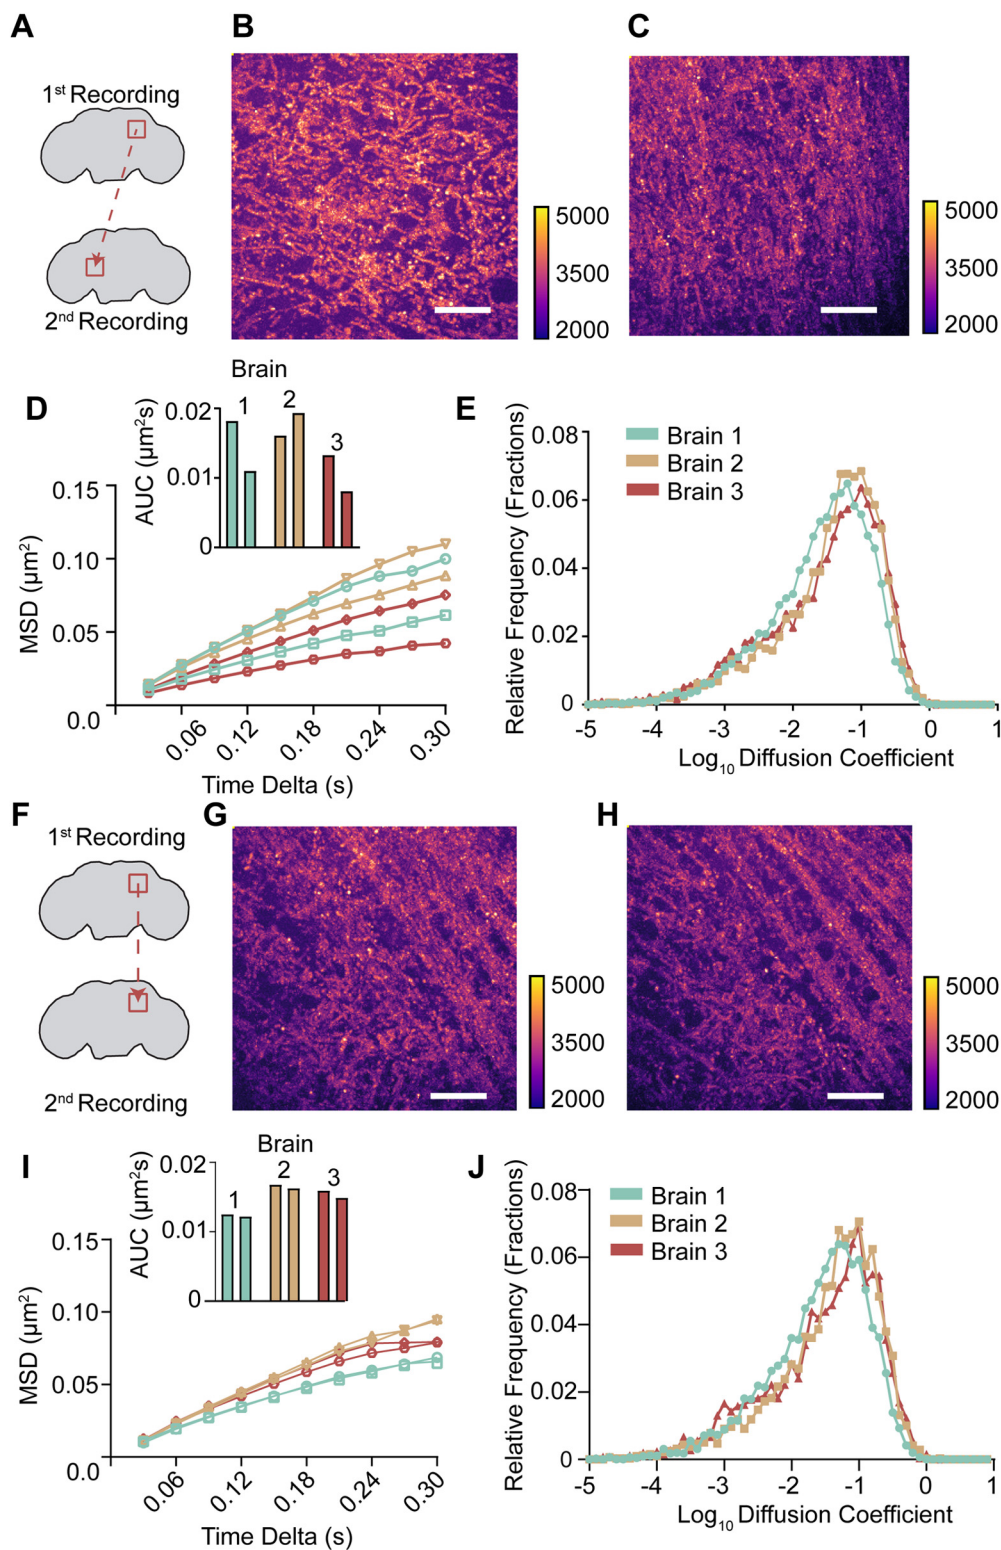 A
B
C
1st Recording
2nd Recording
5000
3500
2000
5000
3500
2000
D
Brain
1
2
3
AUC (μm²s)
0.02
0.01
0
MSD (μm²)
0.15
0.10
0.05
0.0
0.06
0.12
0.18
0.24
0.30
Time Delta (s)
E
Relative Frequency (Fractions)
0.08
0.06
0.04
0.02
0
Brain 1
Brain 2
Brain 3
-5
-4
-3
-2
-1
0
1
Log10 Diffusion Coefficient
F
G
H
1st Recording
2nd Recording
5000
3500
2000
5000
3500
2000
I
Brain
1
2
3
AUC (μm²s)
0.02
0.01
0
MSD (μm²)
0.15
0.10
0.05
0.0
0.06
0.12
0.18
0.24
0.30
Time Delta (s)
J
Relative Frequency (Fractions)
0.08
0.06
0.04
0.02
0
Brain 1
Brain 2
Brain 3
-5
-4
-3
-2
-1
0
1
Log10 Diffusion Coefficient